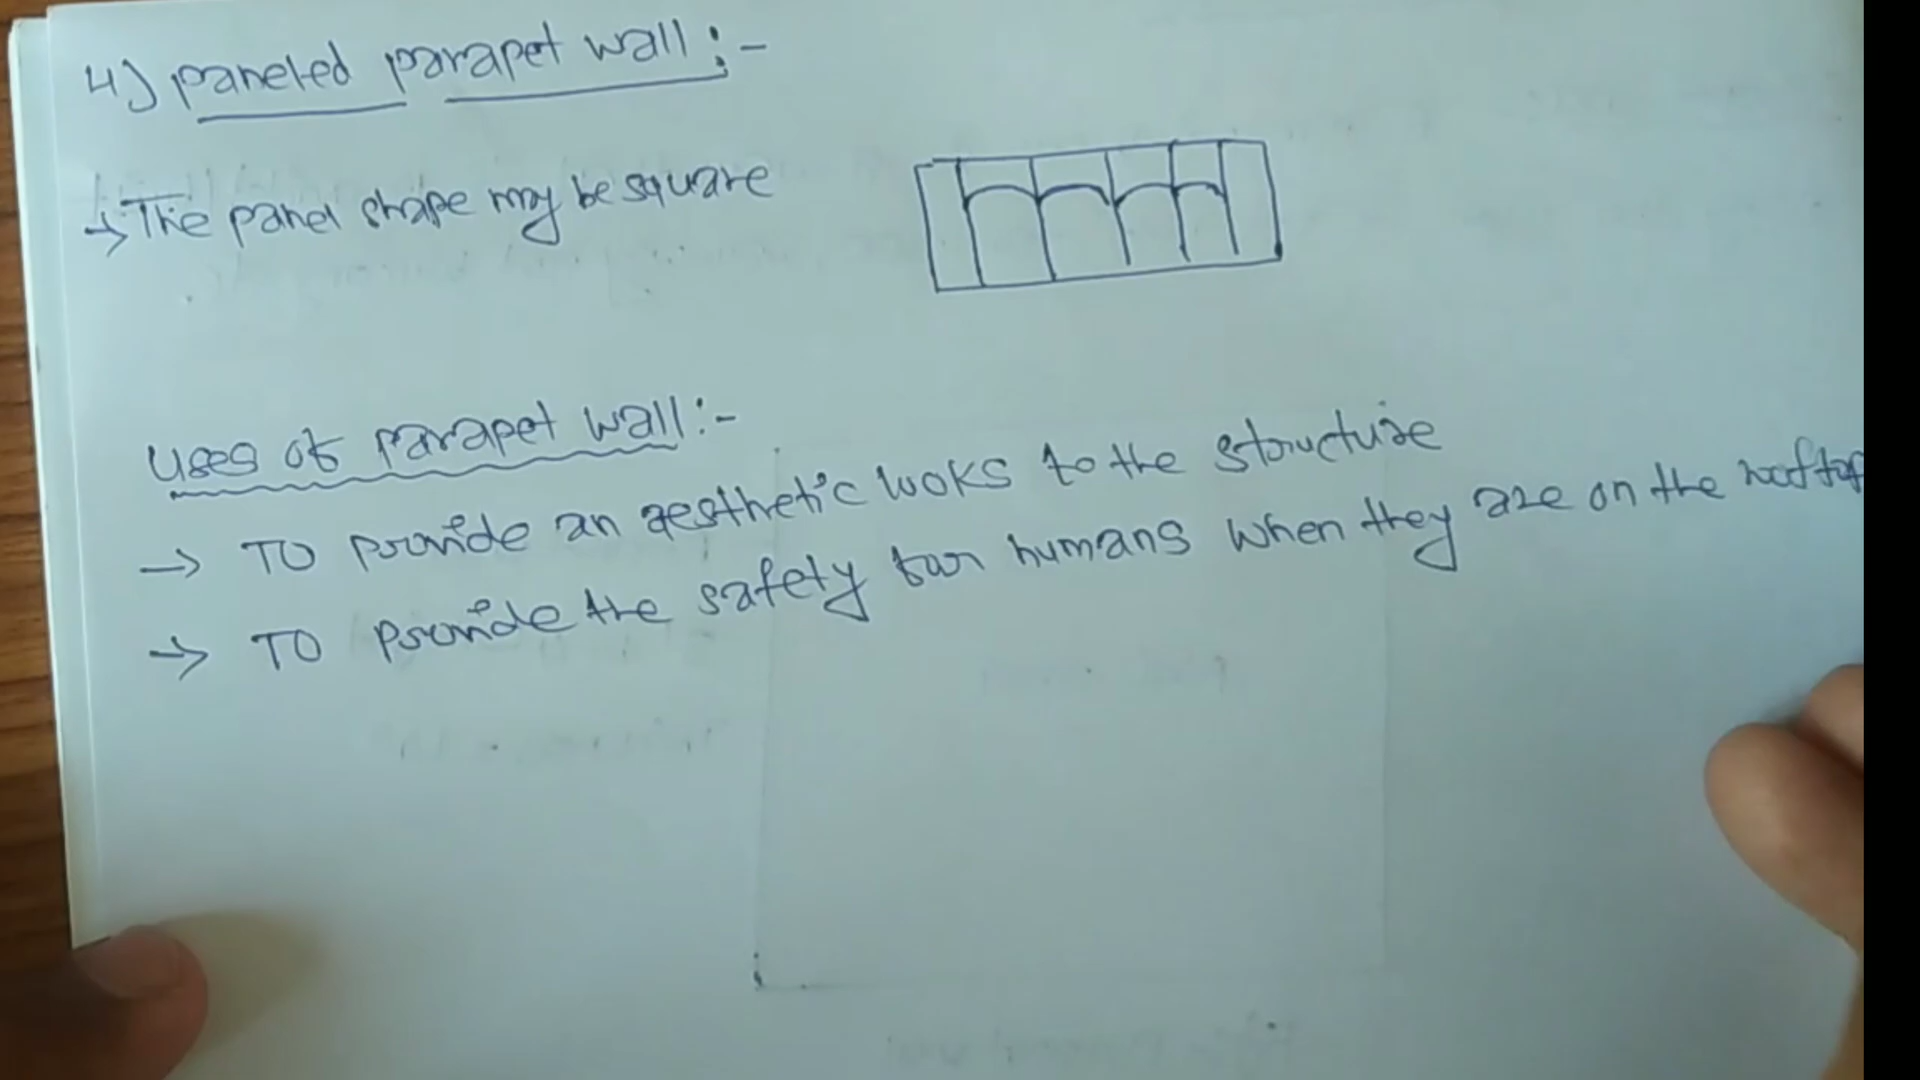 4) paneled parapet wall :-
→ The panel shape may be square
Uses of parapet wall :-
→ To provide an aesthetic looks to the structure
→ To provide the safety for humans when they are on the rooftop